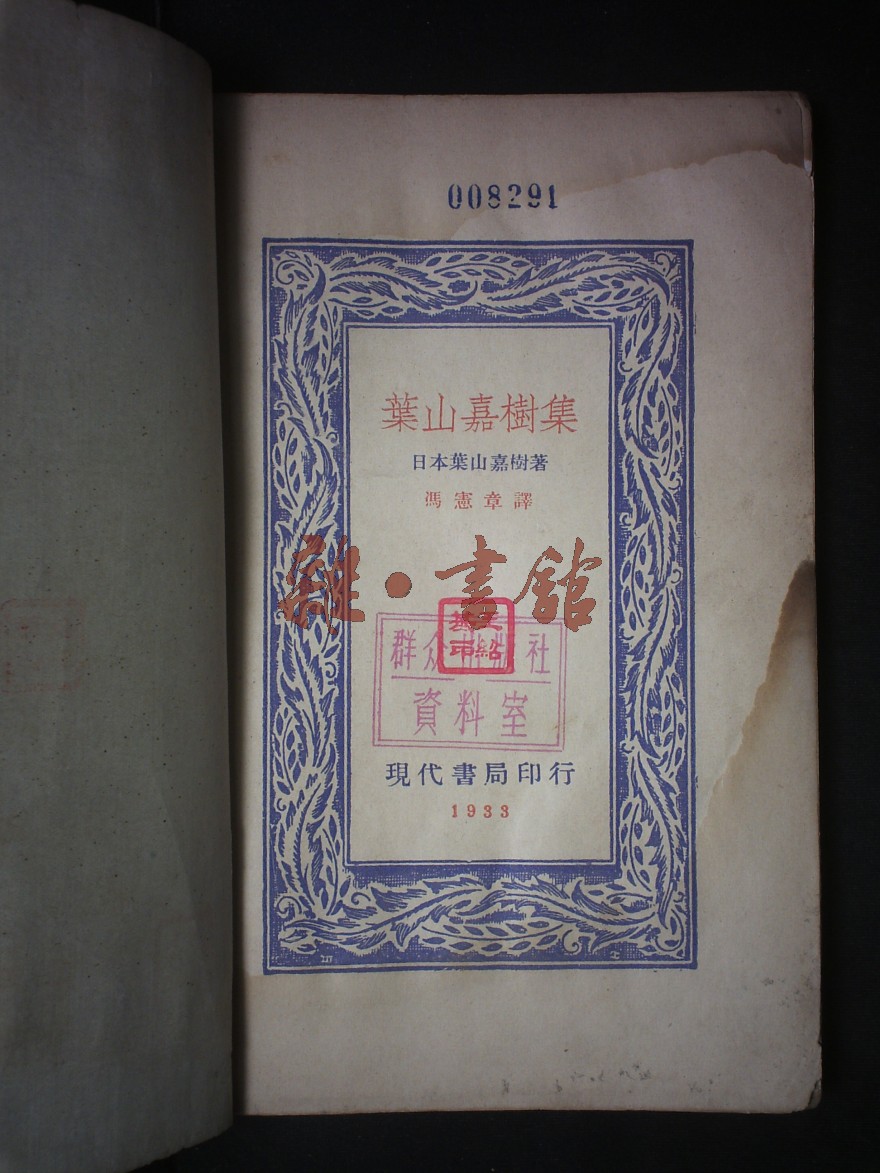 008291
葉山嘉樹集
日本葉山嘉樹著
馮憲章譯
雜·書館
群众出版社
資料室
現代書局印行
1933